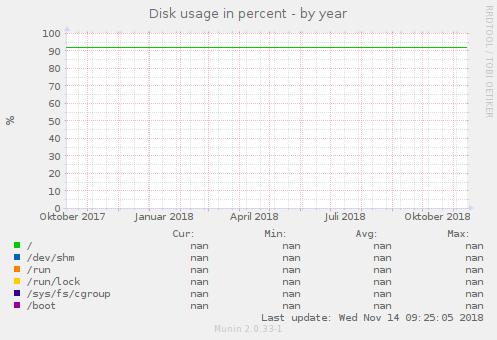 Disk usage in percent - by year
RRDTOOL / TOBI OETIKER
%
100
90
80
70
60
50
40
30
20
10
0
Oktober 2017 Januar 2018 April 2018 Juli 2018 Oktober 2018
Cur: Min: Avg: Max:
/ nan nan nan nan
/dev/shm nan nan nan nan
/run nan nan nan nan
/run/lock nan nan nan nan
/sys/fs/cgroup nan nan nan nan
/boot nan nan nan nan
Last update: Wed Nov 14 09:25:05 2018
Munin 2.0.33-1